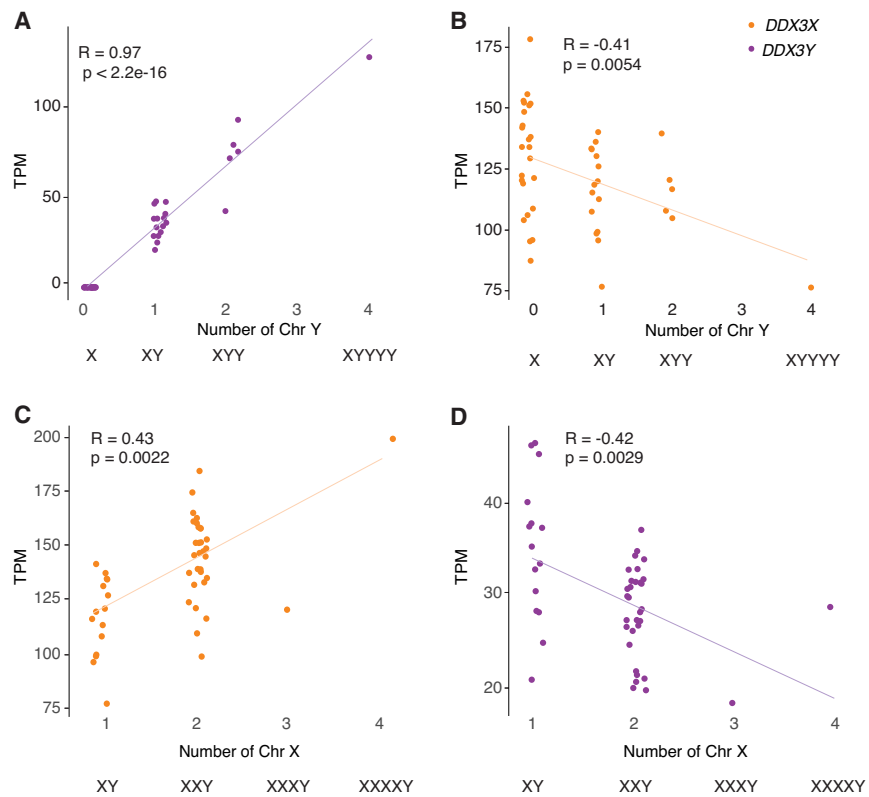 A
R = 0.97
p < 2.2e-16
100
50
0
TPM
0 1 2 3 4
Number of Chr Y
X XY XYY XYYYY
B
DDX3X
DDX3Y
R = -0.41
p = 0.0054
175
150
125
100
75
TPM
0 1 2 3 4
Number of Chr Y
X XY XYY XYYYY
C
R = 0.43
p = 0.0022
200
175
150
125
100
75
TPM
1 2 3 4
Number of Chr X
XY XXY XXXY XXXXY
D
R = -0.42
p = 0.0029
40
30
20
TPM
1 2 3 4
Number of Chr X
XY XXY XXXY XXXXY